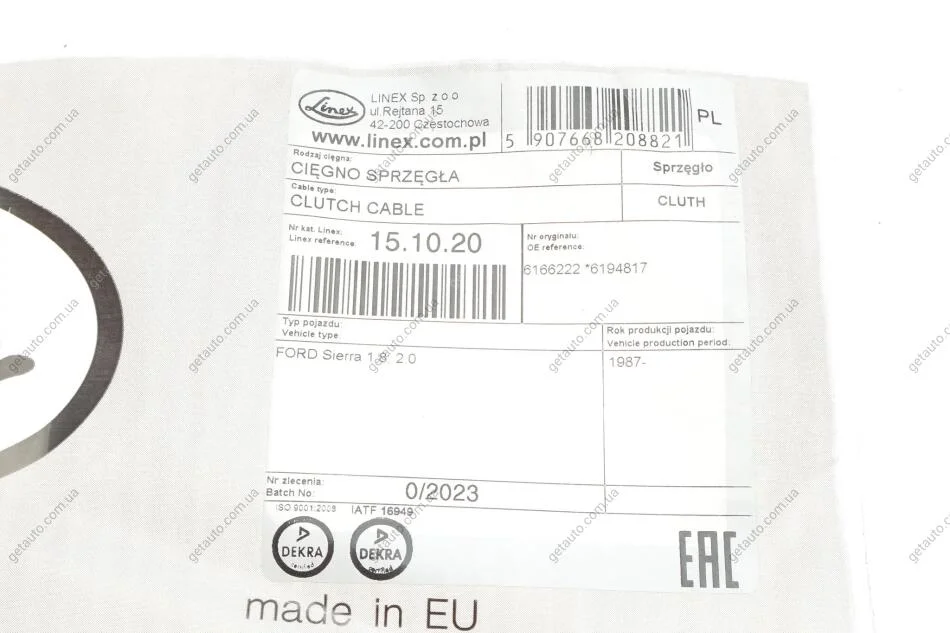 Linex
LINEX Sp. z o o
ul.Rejtana 15
42-200 Częstochowa
www.linex.com.pl
5 907668 208821
PL
Rodzaj cięgna:
CIĘGNO SPRZĘGŁA
Sprzęgło
Cable type:
CLUTCH CABLE
CLUTH
Nr kat. Linex:
Linex reference:
15.10.20
Nr oryginału:
OE reference:
6166222 *6194817
Typ pojazdu:
Vehicle type
Rok produkcji pojazdu:
Vehicle production period:
FORD Sierra 1.8 2.0
1987-
Nr zlecenia:
Batch No:
0/2023
ISO 9001:2008
IATF 16949
DEKRA
certified
DEKRA
certified
EAC
made in EU
getauto.com.ua